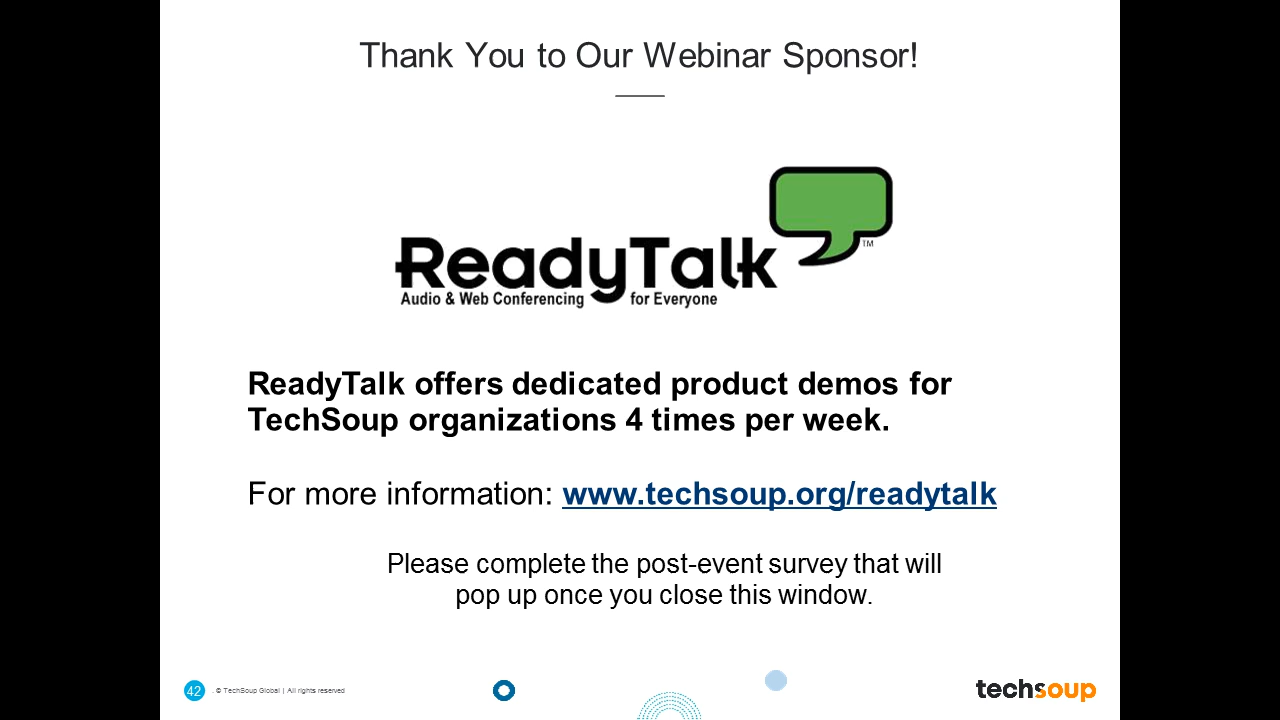 Thank You to Our Webinar Sponsor!
ReadyTalk
TM
Audio & Web Conferencing for Everyone
ReadyTalk offers dedicated product demos for
TechSoup organizations 4 times per week.
For more information: www.techsoup.org/readytalk
Please complete the post-event survey that will
pop up once you close this window.
42 . © TechSoup Global | All rights reserved
techsoup